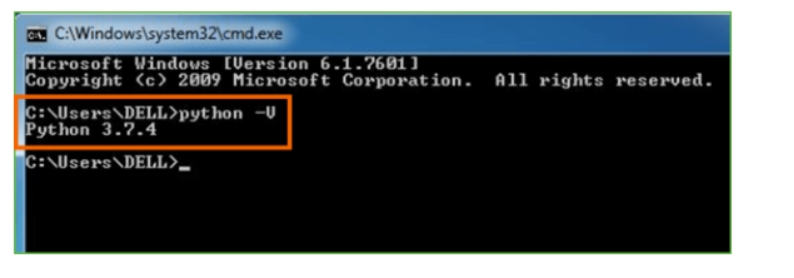 C:\Windows\system32\cmd.exe
Microsoft Windows [Version 6.1.7601]
Copyright (c) 2009 Microsoft Corporation.  All rights reserved.
C:\Users\DELL>python -V
Python 3.7.4
C:\Users\DELL>_